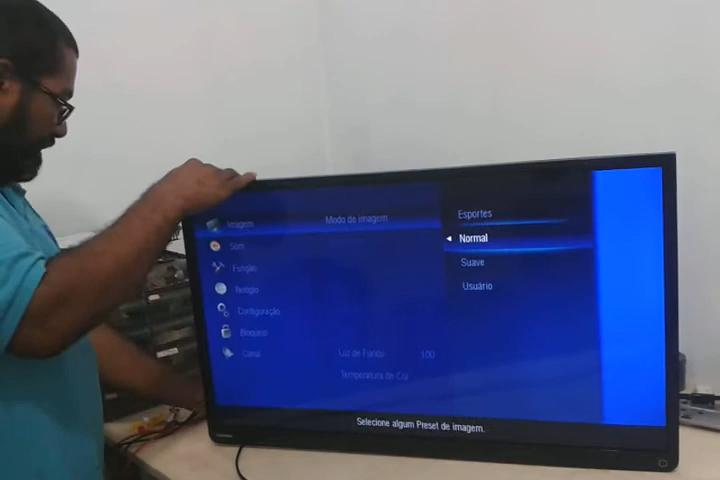 Imagem
Modo de imagem
Esportes
Som
Normal
Função
Suave
Relógio
Usuário
Configuração
Bloqueio
Canal
Luz de Fundo 100
Temperatura de Cor
Selecione algum Preset de imagem.